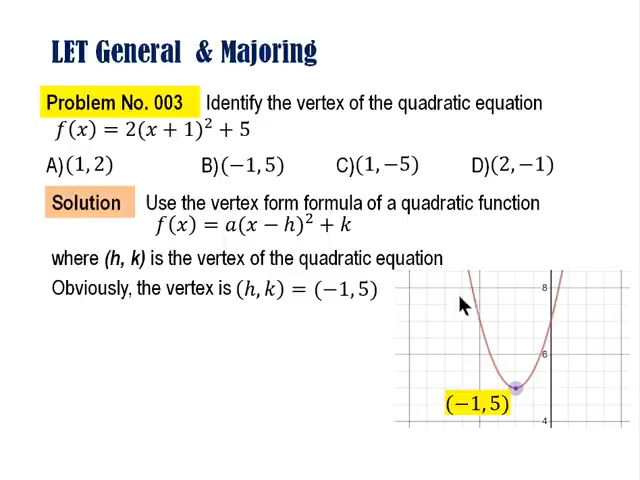 LET General & Majoring
Problem No. 003 Identify the vertex of the quadratic equation
f(x) = 2(x + 1)² + 5
A)(1, 2) B)(−1, 5) C)(1, −5) D)(2, −1)
Solution Use the vertex form formula of a quadratic function
f(x) = a(x − h)² + k
where (h, k) is the vertex of the quadratic equation
Obviously, the vertex is (h, k) = (−1, 5)
8
6
(−1, 5)
4